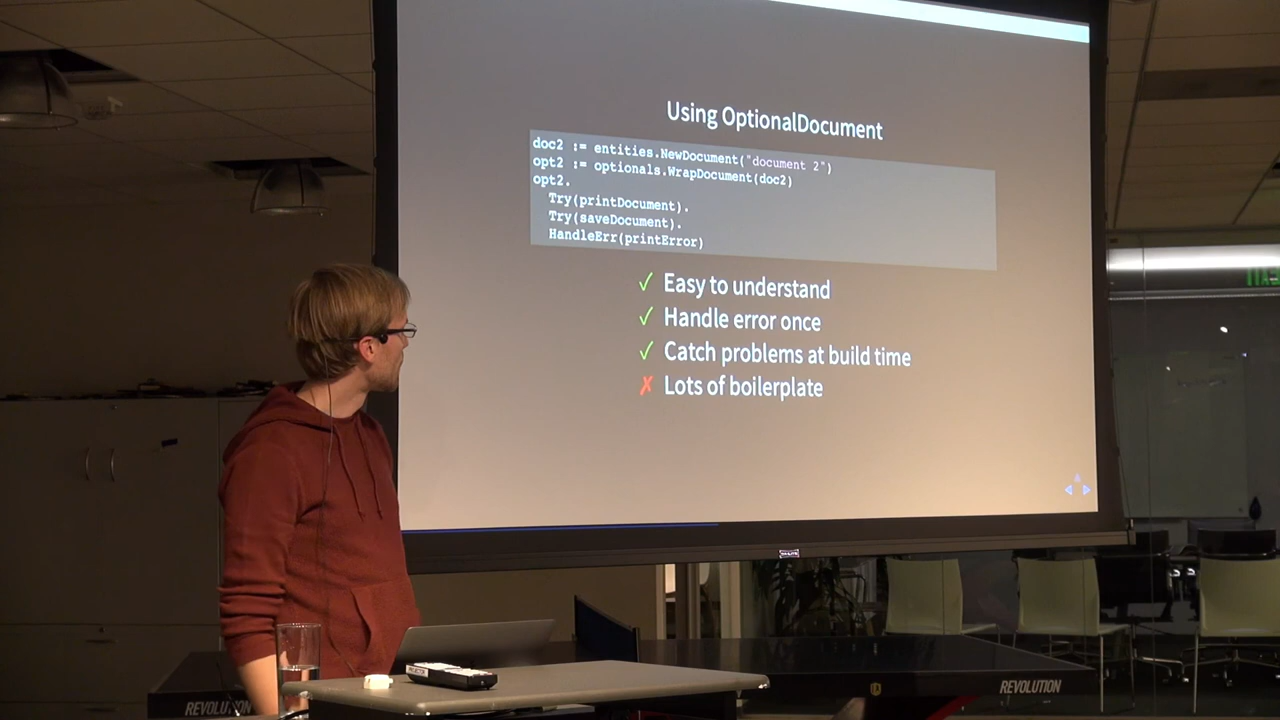 Using OptionalDocument
doc2 := entities.NewDocument("document 2")
opt2 := optionals.WrapDocument(doc2)
opt2.
Try(printDocument).
Try(saveDocument).
HandleErr(printError)
✓ Easy to understand
✓ Handle error once
✓ Catch problems at build time
✗ Lots of boilerplate
REVOLUTION
REVOLUTION